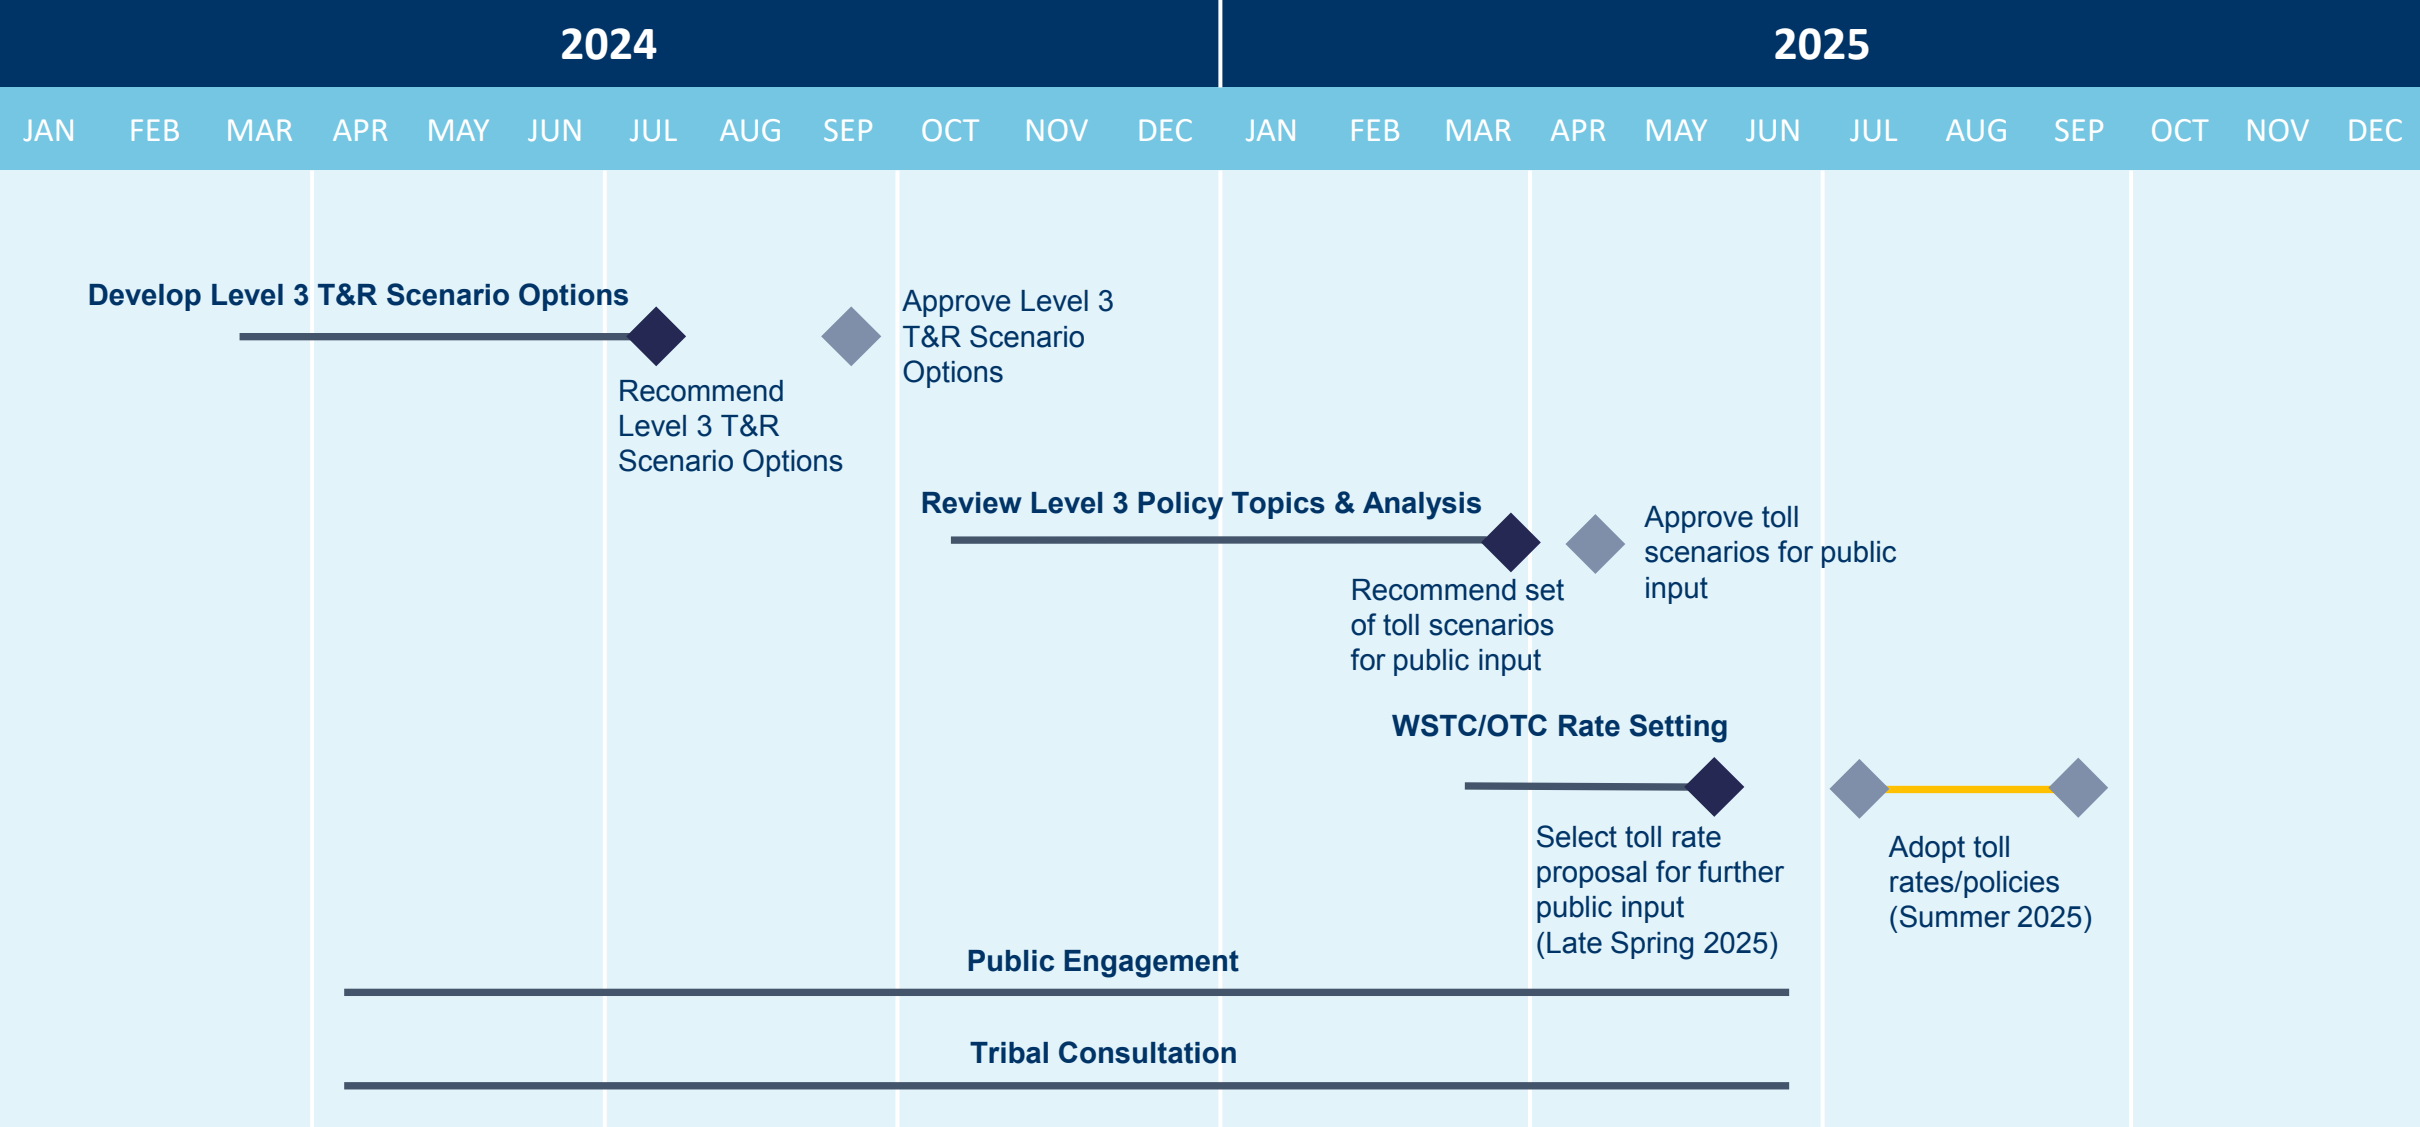 2024
2025
JAN FEB MAR APR MAY JUN JUL AUG SEP OCT NOV DEC JAN FEB MAR APR MAY JUN JUL AUG SEP OCT NOV DEC
Develop Level 3 T&R Scenario Options
Approve Level 3
T&R Scenario
Options
Recommend
Level 3 T&R
Scenario Options
Review Level 3 Policy Topics & Analysis
Approve toll
scenarios for public
input
Recommend set
of toll scenarios
for public input
WSTC/OTC Rate Setting
Select toll rate
proposal for further
public input
(Late Spring 2025)
Adopt toll
rates/policies
(Summer 2025)
Public Engagement
Tribal Consultation